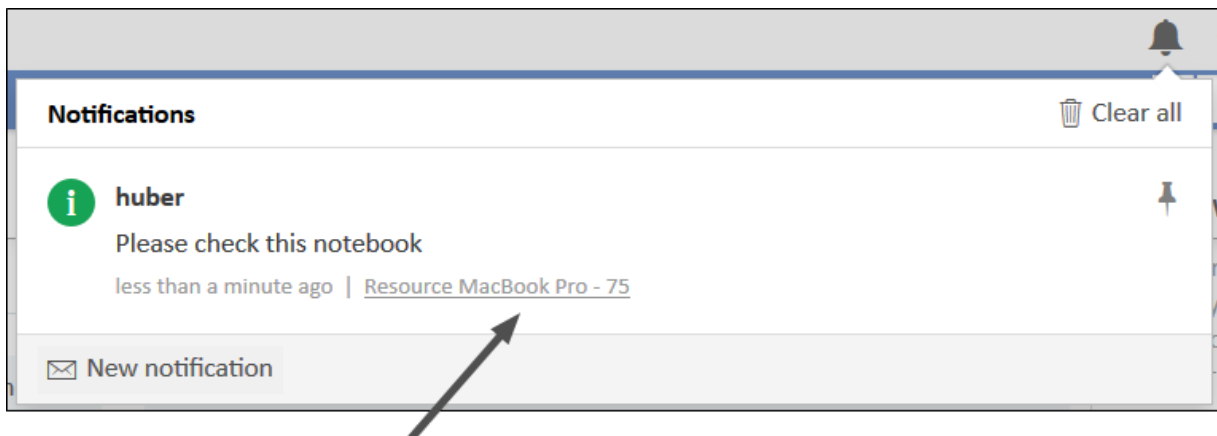 Notifications
Clear all
huber
Please check this notebook
less than a minute ago | Resource MacBook Pro - 75
New notification